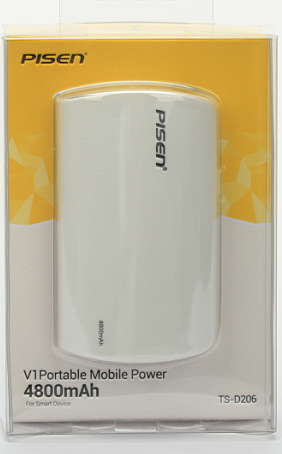 PISEN
PISEN
4800mAh
V1Portable Mobile Power
4800mAh
For Smart Device
TS-D206